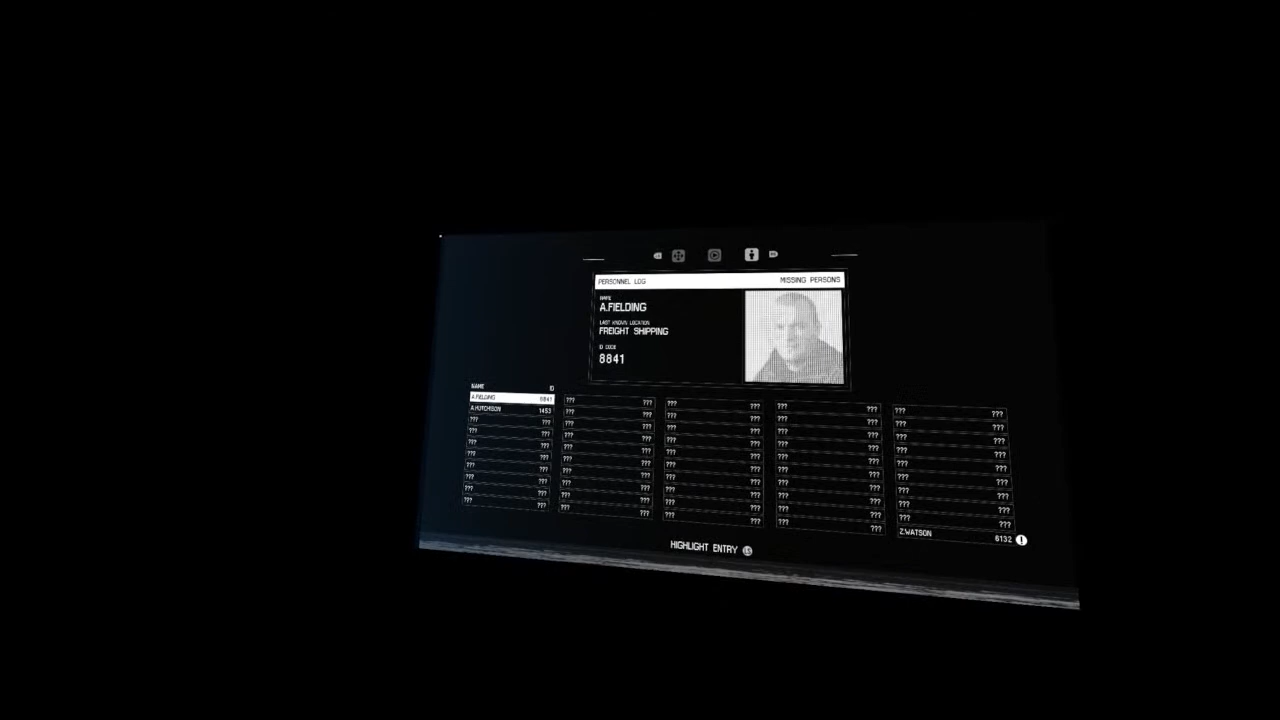 PERSONNEL LOG MISSING PERSONS
NAME
A.FIELDING
LAST KNOWN LOCATION
FREIGHT SHIPPING
ID CODE
8841
NAME ID
A.FIELDING 8841 ??? ??? ??? ??? ??? ??? ??? ???
A.HUTCHISON 1453 ??? ??? ??? ??? ??? ??? ??? ???
??? ??? ??? ??? ??? ??? ??? ??? ??? ???
??? ??? ??? ??? ??? ??? ??? ??? ??? ???
??? ??? ??? ??? ??? ??? ??? ??? ??? ???
??? ??? ??? ??? ??? ??? ??? ??? ??? ???
??? ??? ??? ??? ??? ??? ??? ??? ??? ???
??? ??? ??? ??? ??? ??? ??? ??? ??? ???
??? ??? ??? ??? ??? ??? ??? ??? ??? ???
??? ??? ??? ??? ??? ??? ??? ??? Z.WATSON 6132 !
HIGHLIGHT ENTRY LS